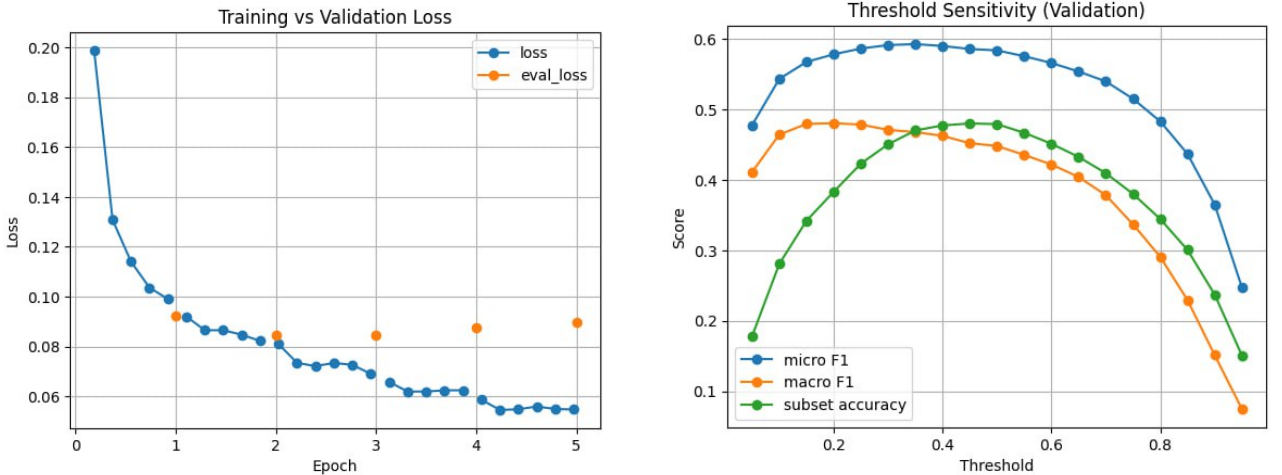 Training vs Validation Loss
0.20
0.18
0.16
0.14
0.12
0.10
0.08
0.06
Loss
loss
eval_loss
0
1
2
3
4
5
Epoch
Threshold Sensitivity (Validation)
0.6
0.5
0.4
0.3
0.2
0.1
Score
micro F1
macro F1
subset accuracy
0.2
0.4
0.6
0.8
Threshold